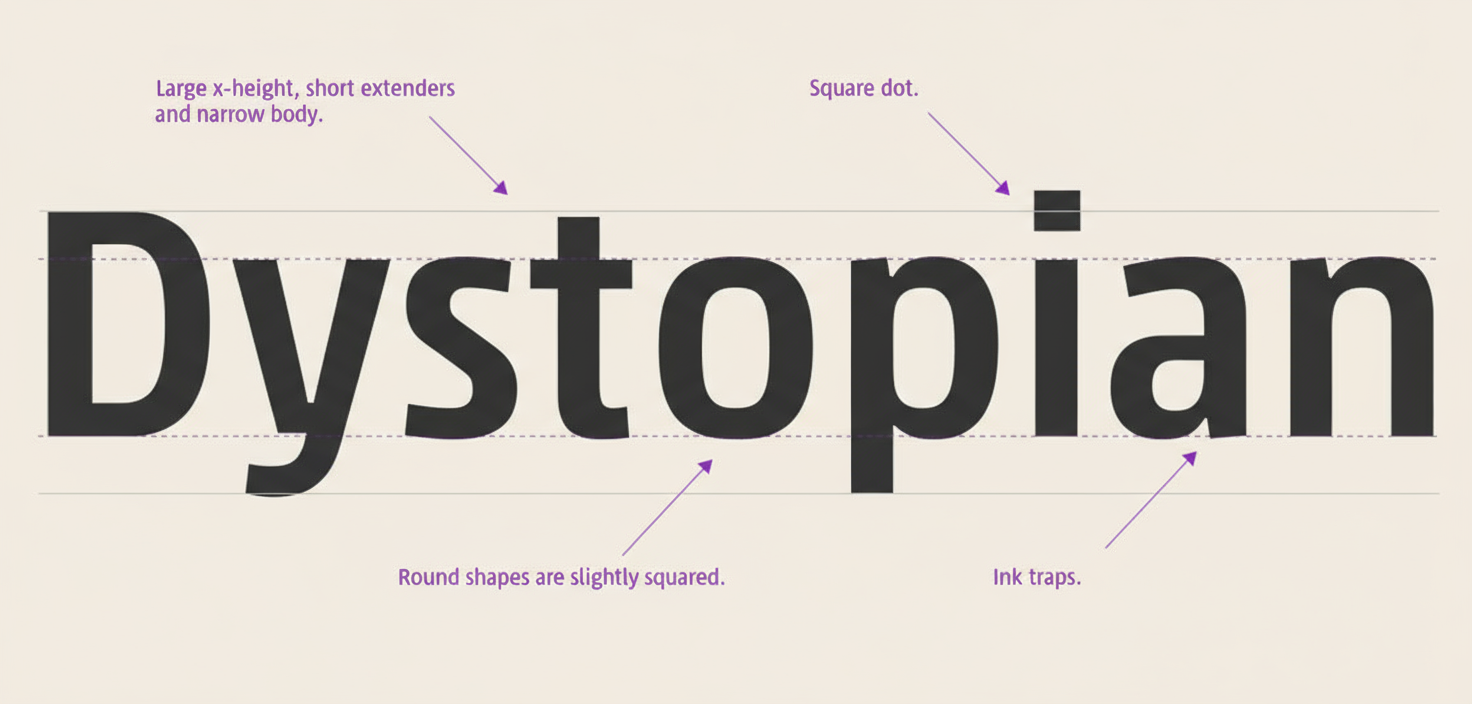 Large x-height, short extenders
and narrow body.
Square dot.
Dystopian
Round shapes are slightly squared.
Ink traps.